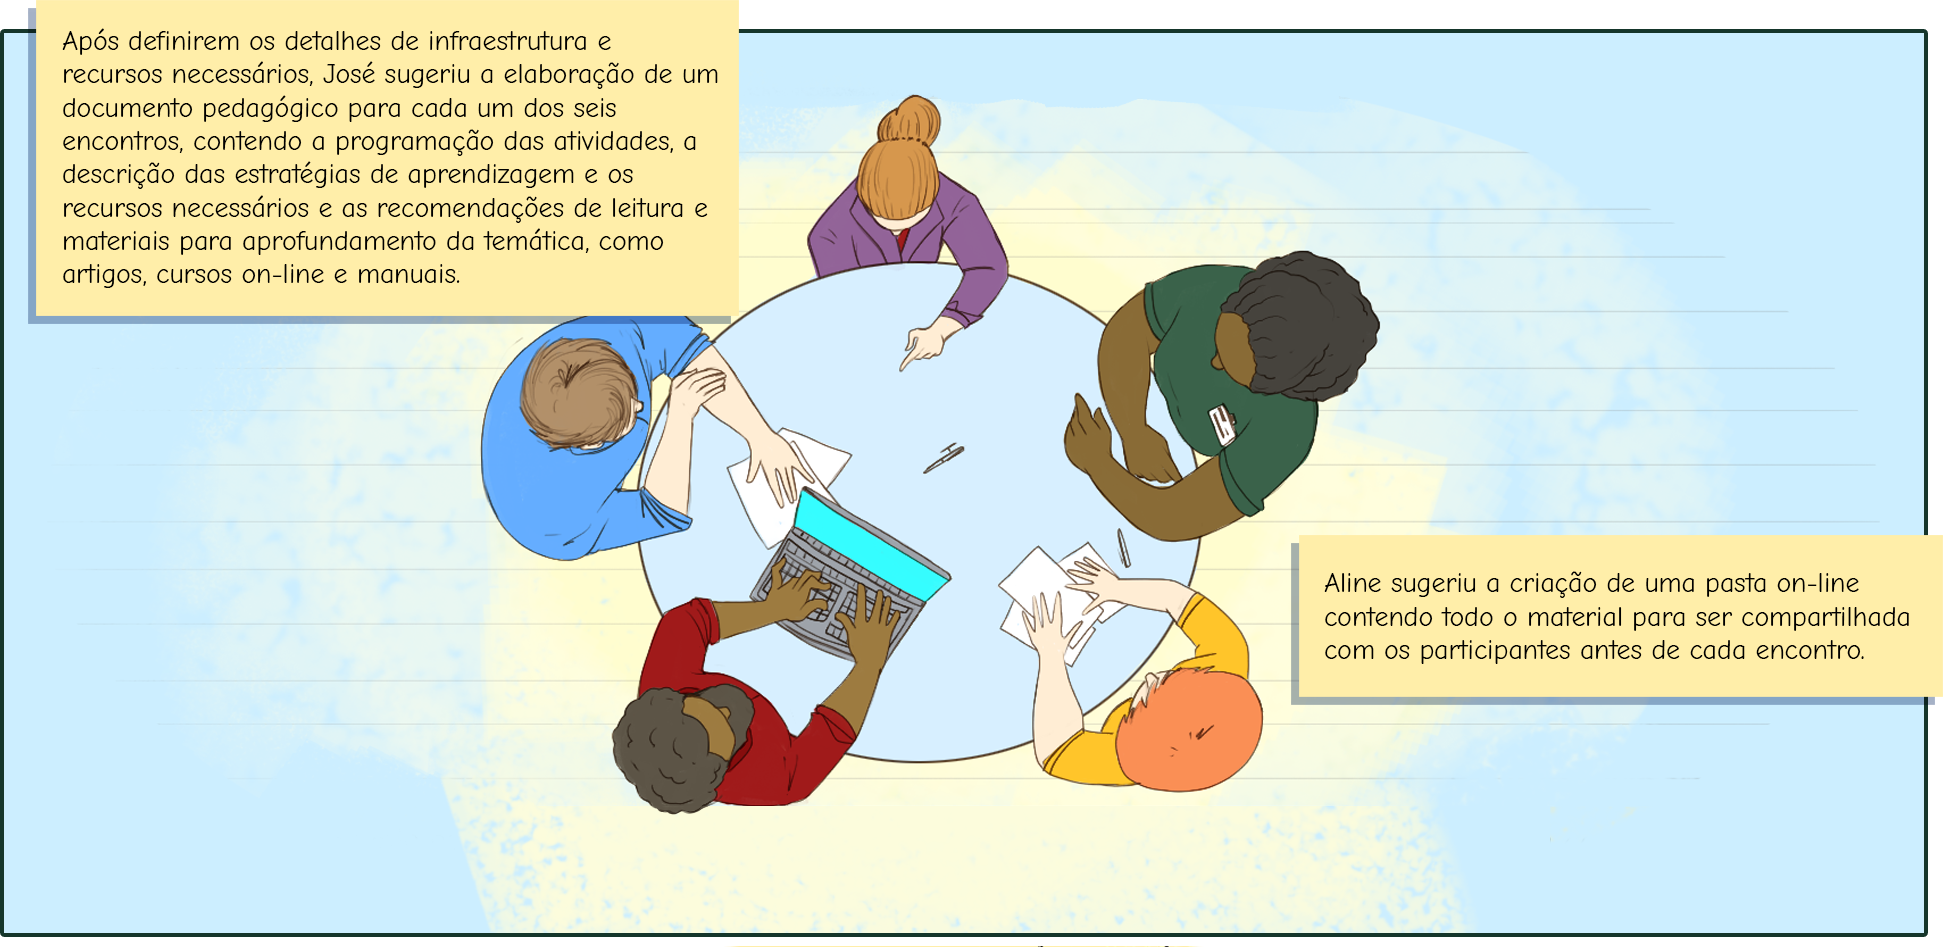 Após definirem os detalhes de infraestrutura e
recursos necessários, José sugeriu a elaboração de um
documento pedagógico para cada um dos seis
encontros, contendo a programação das atividades, a
descrição das estratégias de aprendizagem e os
recursos necessários e as recomendações de leitura e
materiais para aprofundamento da temática, como
artigos, cursos on-line e manuais.
Aline sugeriu a criação de uma pasta on-line
contendo todo o material para ser compartilhada
com os participantes antes de cada encontro.